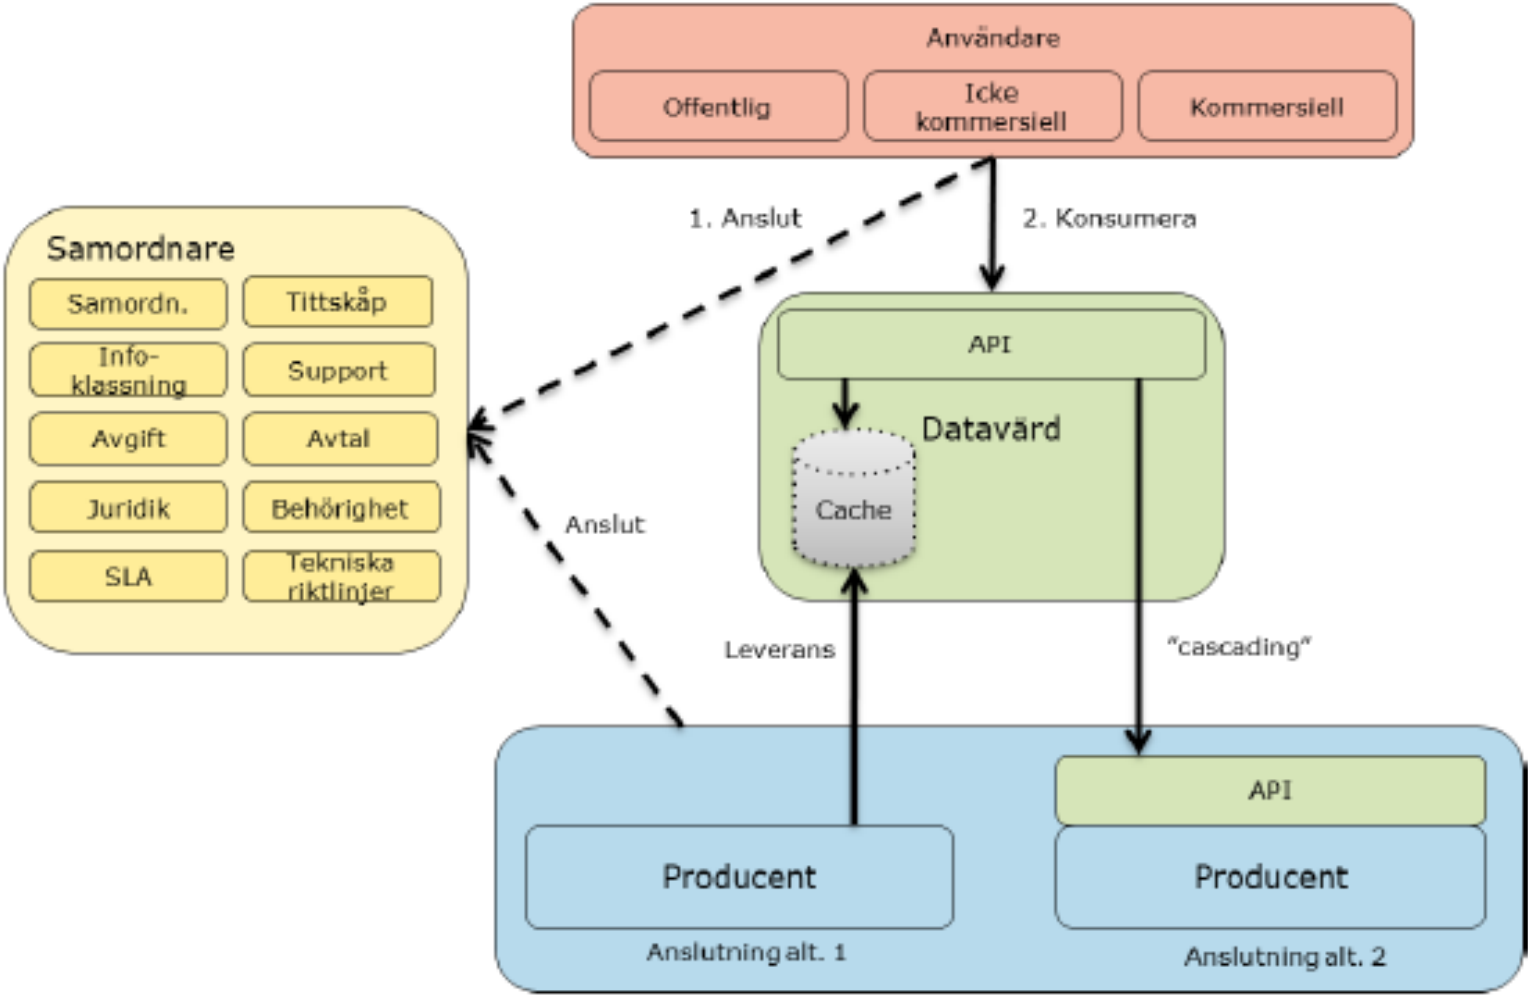 Användare
Offentlig
Icke
kommersiell
Kommersiell
1. Anslut
2. Konsumera
Samordnare
Samordn.
Tittskåp
Info-
klassning
Support
Avgift
Avtal
Juridik
Behörighet
SLA
Tekniska
riktlinjer
API
Datavärd
Cache
Anslut
Leverans
"cascading"
API
Producent
Producent
Anslutning alt. 1
Anslutning alt. 2